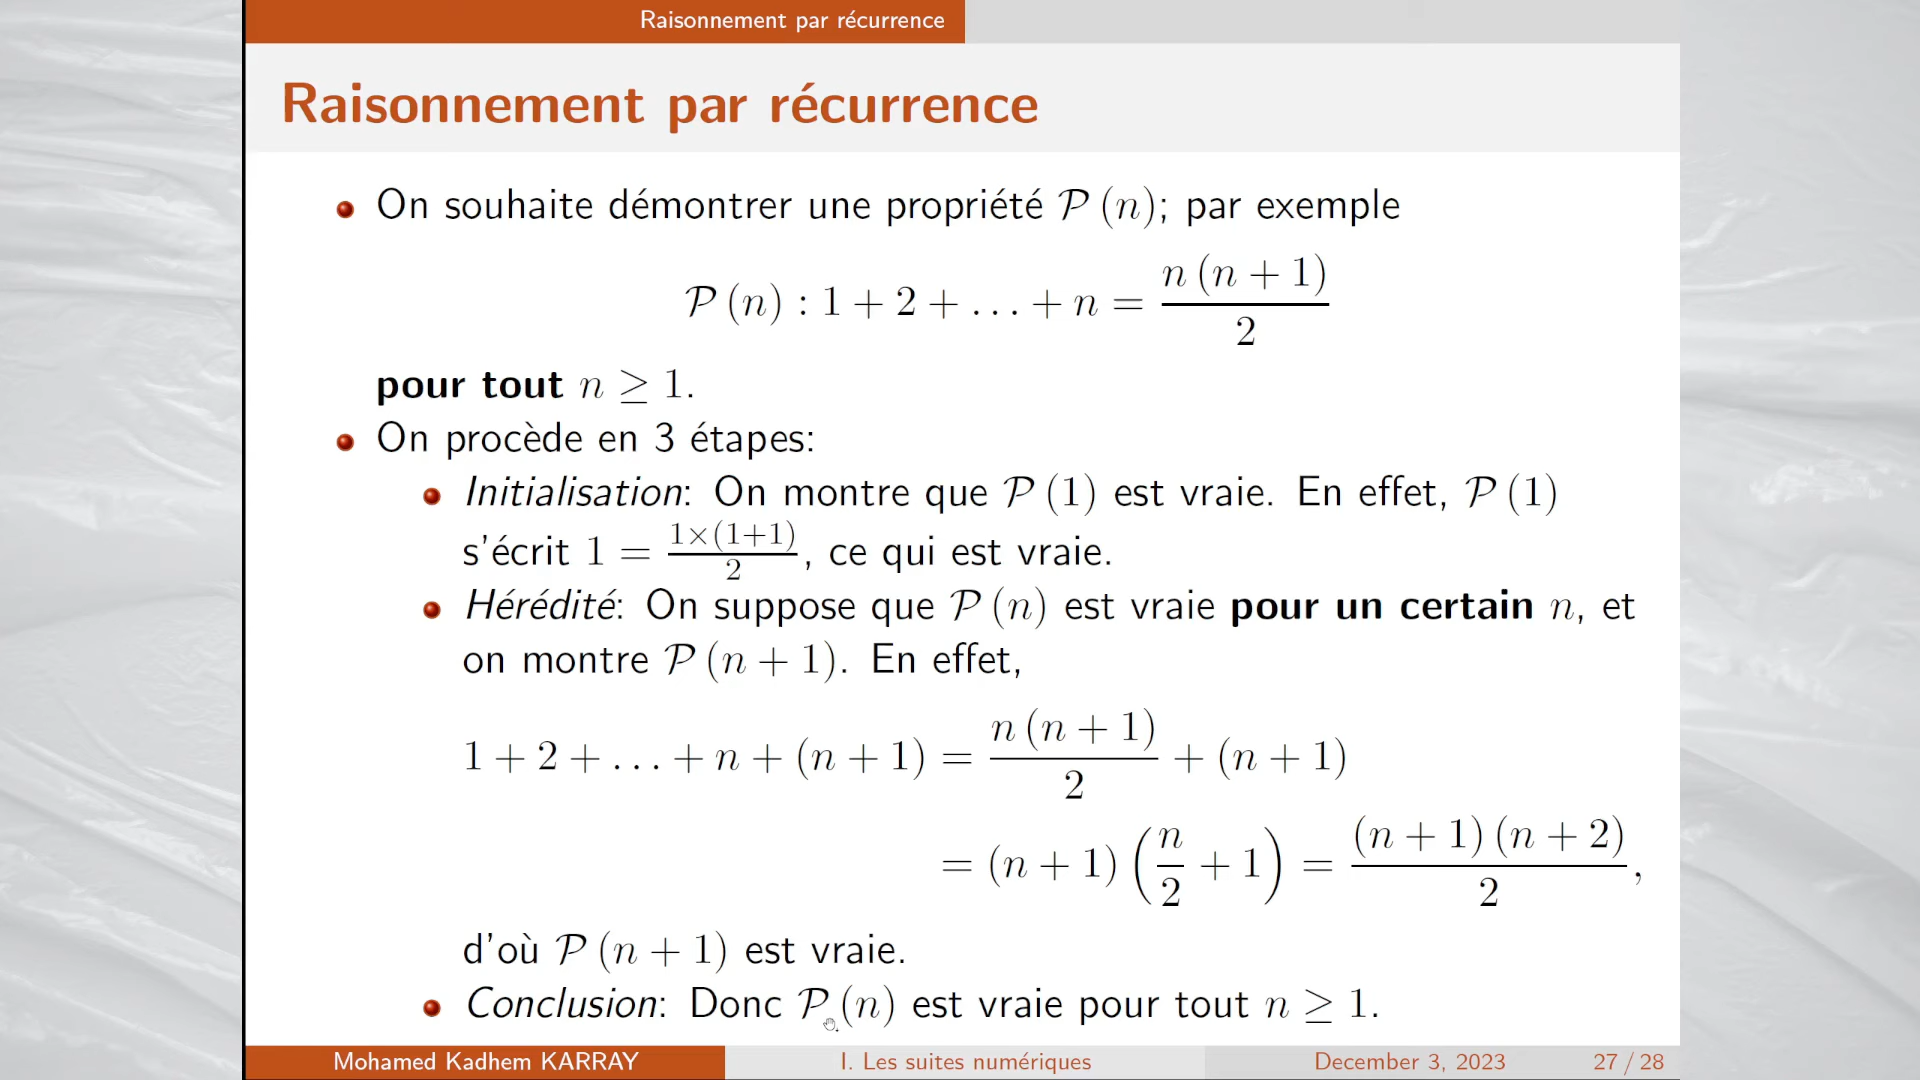 Raisonnement par récurrence
Raisonnement par récurrence
On souhaite démontrer une propriété 𝒫 (n); par exemple
𝒫 (n) : 1 + 2 + … + n = n (n + 1) / 2
pour tout n ≥ 1.
On procède en 3 étapes:
Initialisation: On montre que 𝒫 (1) est vraie. En effet, 𝒫 (1)
s'écrit 1 = 1×(1+1) / 2, ce qui est vraie.
Hérédité: On suppose que 𝒫 (n) est vraie pour un certain n, et
on montre 𝒫 (n + 1). En effet,
1 + 2 + … + n + (n + 1) = n (n + 1) / 2 + (n + 1)
= (n + 1) (n / 2 + 1) = (n + 1) (n + 2) / 2,
d'où 𝒫 (n + 1) est vraie.
Conclusion: Donc 𝒫 (n) est vraie pour tout n ≥ 1.
Mohamed Kadhem KARRAY I. Les suites numériques December 3, 2023 27 / 28